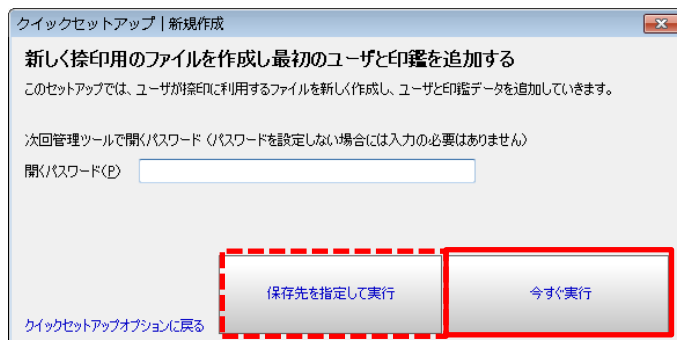 クイックセットアップ | 新規作成
新しく捺印用のファイルを作成し最初のユーザと印鑑を追加する
このセットアップでは、ユーザが捺印に利用するファイルを新しく作成し、ユーザと印鑑データを追加していきます。
次回管理ツールで開くパスワード（パスワードを設定しない場合には入力の必要はありません）
開くパスワード(P)
保存先を指定して実行
今すぐ実行
クイックセットアップオプションに戻る